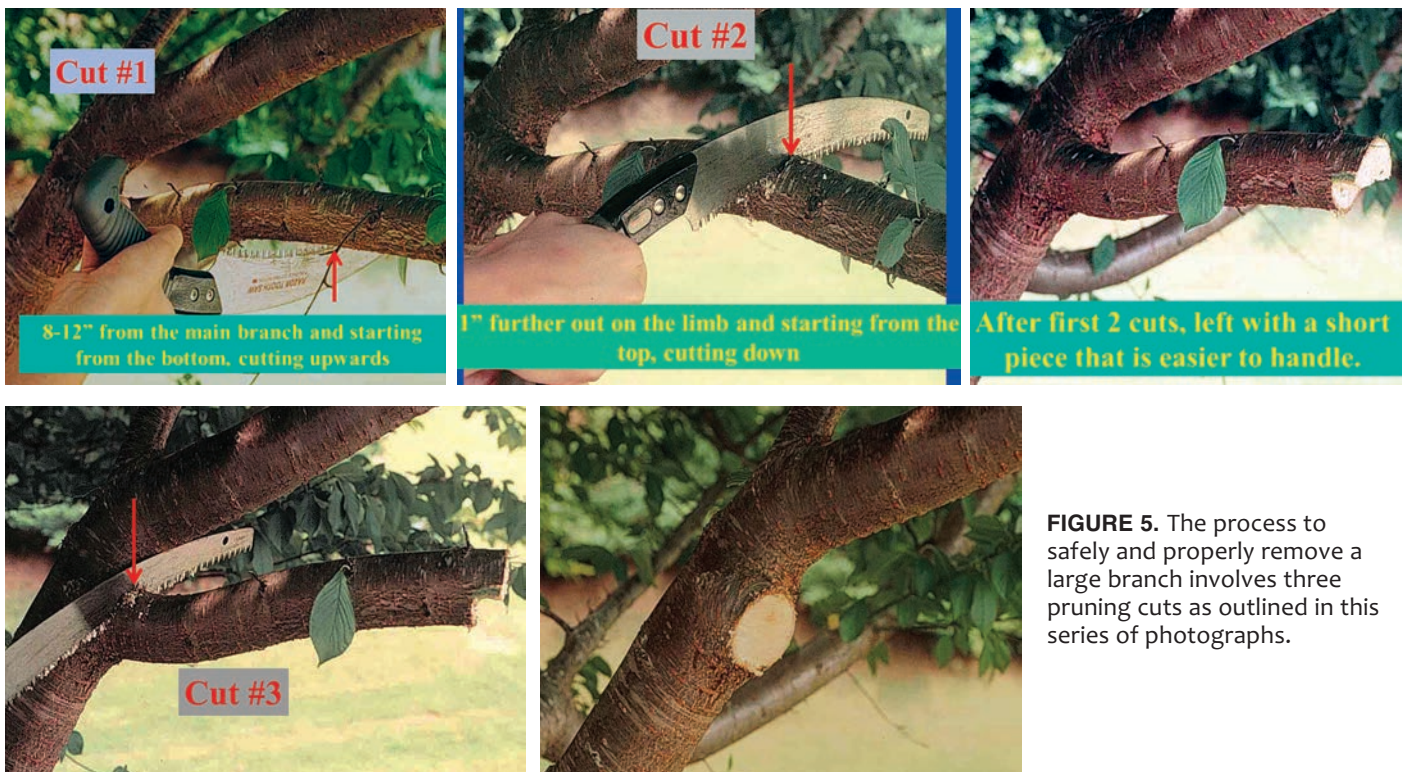 Cut #1
8-12” from the main branch and starting
from the bottom, cutting upwards
Cut #2
1” further out on the limb and starting from the
top, cutting down
After first 2 cuts, left with a short
piece that is easier to handle.
Cut #3
FIGURE 5. The process to
safely and properly remove a
large branch involves three
pruning cuts as outlined in this
series of photographs.